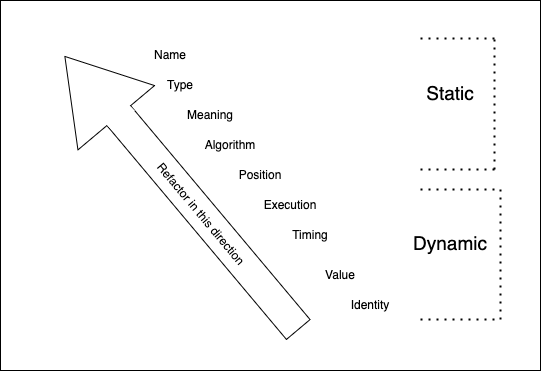 Name
Type
Meaning
Algorithm
Position
Execution
Timing
Value
Identity
Refactor in this direction
Static
Dynamic